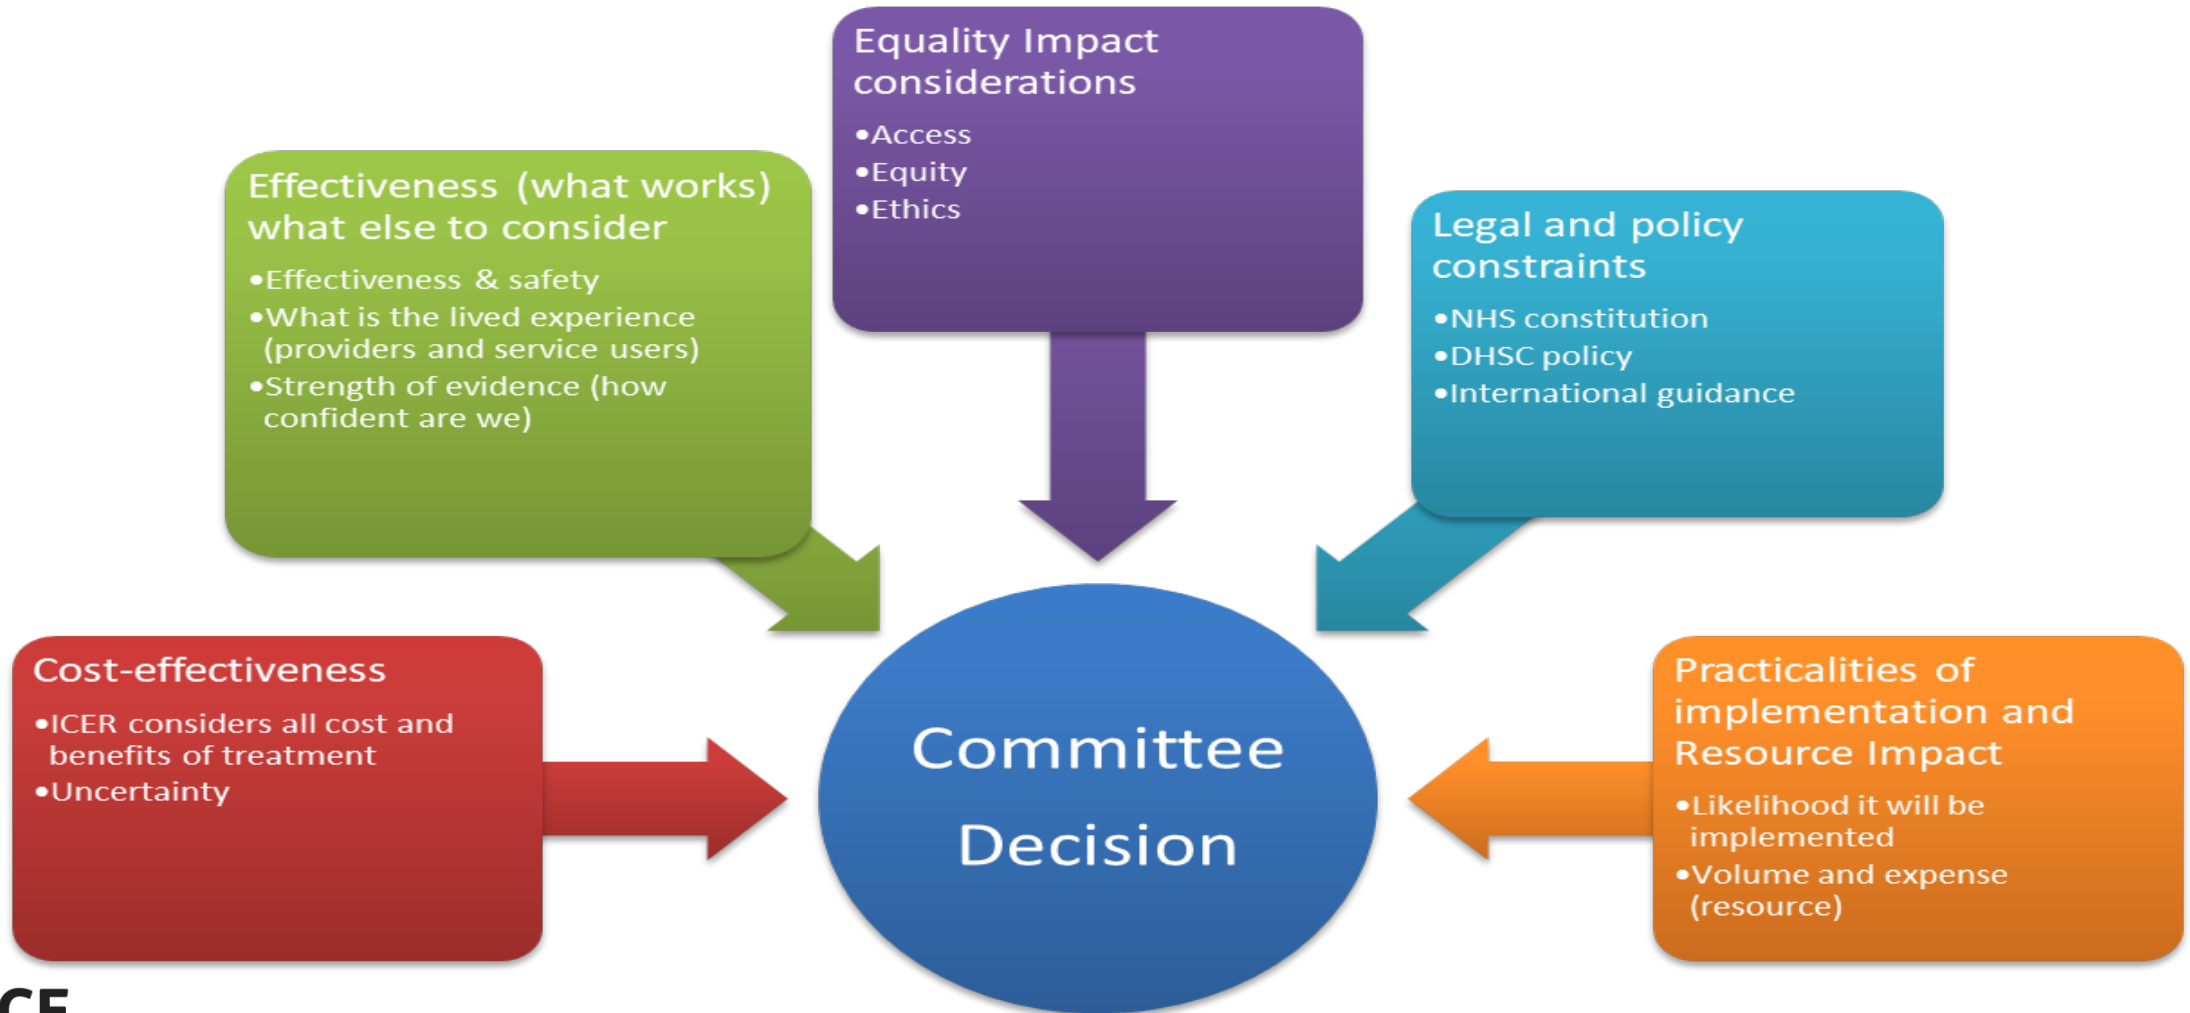 Equality Impact
considerations
•Access
•Equity
•Ethics
Effectiveness (what works)
what else to consider
•Effectiveness & safety
•What is the lived experience
(providers and service users)
•Strength of evidence (how
confident are we)
Legal and policy
constraints
•NHS constitution
•DHSC policy
•International guidance
Cost-effectiveness
•ICER considers all cost and
benefits of treatment
•Uncertainty
Committee
Decision
Practicalities of
implementation and
Resource Impact
•Likelihood it will be
implemented
•Volume and expense
(resource)